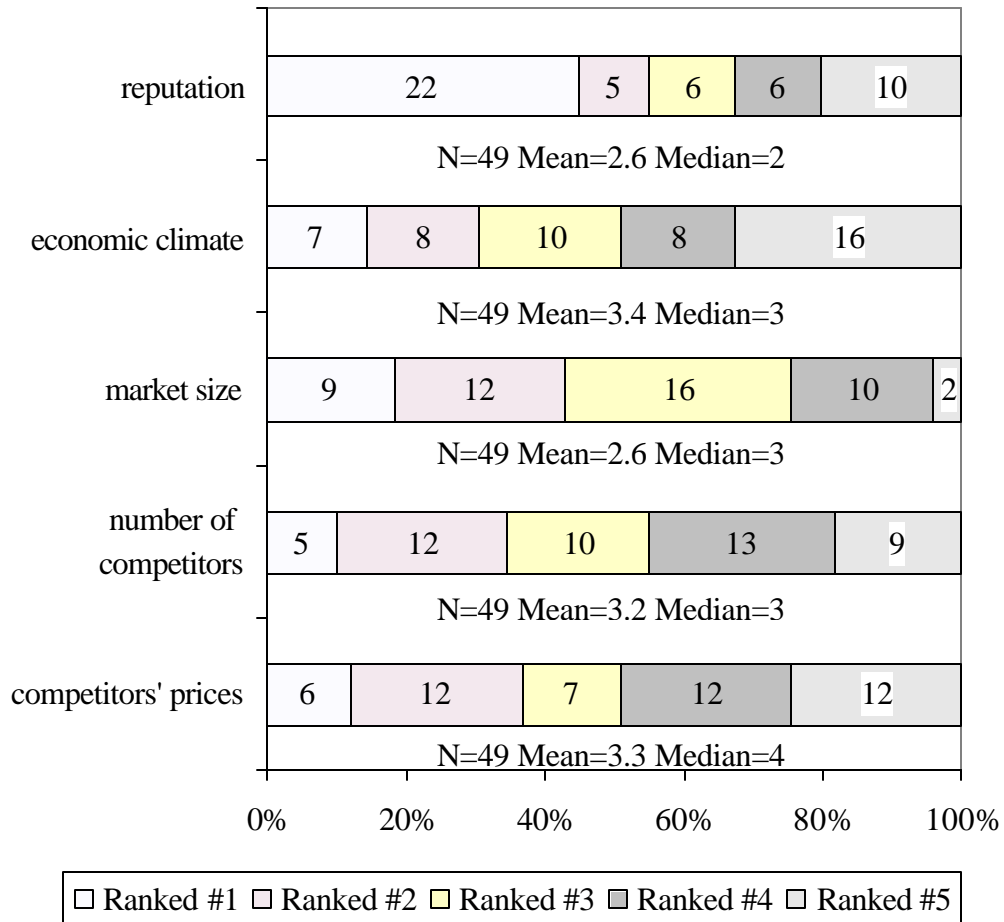 reputation
22 5 6 6 10
N=49 Mean=2.6 Median=2
economic climate
7 8 10 8 16
N=49 Mean=3.4 Median=3
market size
9 12 16 10 2
N=49 Mean=2.6 Median=3
number of
competitors
5 12 10 13 9
N=49 Mean=3.2 Median=3
competitors' prices
6 12 7 12 12
N=49 Mean=3.3 Median=4
0% 20% 40% 60% 80% 100%
Ranked #1 Ranked #2 Ranked #3 Ranked #4 Ranked #5